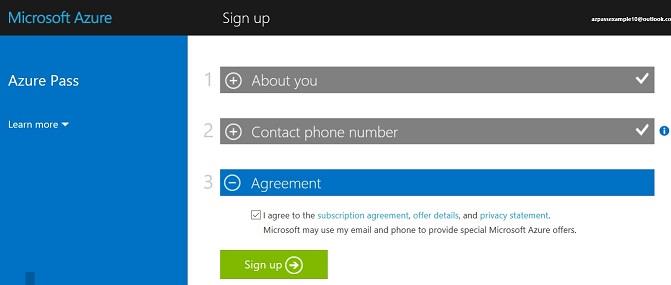 Microsoft Azure
Sign up
azpassexample10@outlook.co
Azure Pass
Learn more
1 About you
2 Contact phone number
3 Agreement
I agree to the subscription agreement, offer details, and privacy statement.
Microsoft may use my email and phone to provide special Microsoft Azure offers.
Sign up